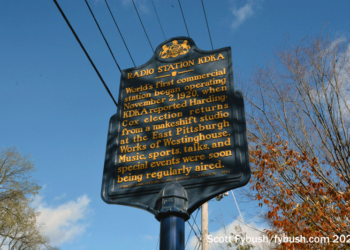 RADIO STATION KDKA
World's first commercial
station began operating
November 2, 1920, when
KDKA reported Harding-
Cox election returns
from a makeshift studio
at the East Pittsburgh
Works of Westinghouse.
Music, sports, talks, and
special events were soon
being regularly aired.
Scott Fybush/fybush.com 202